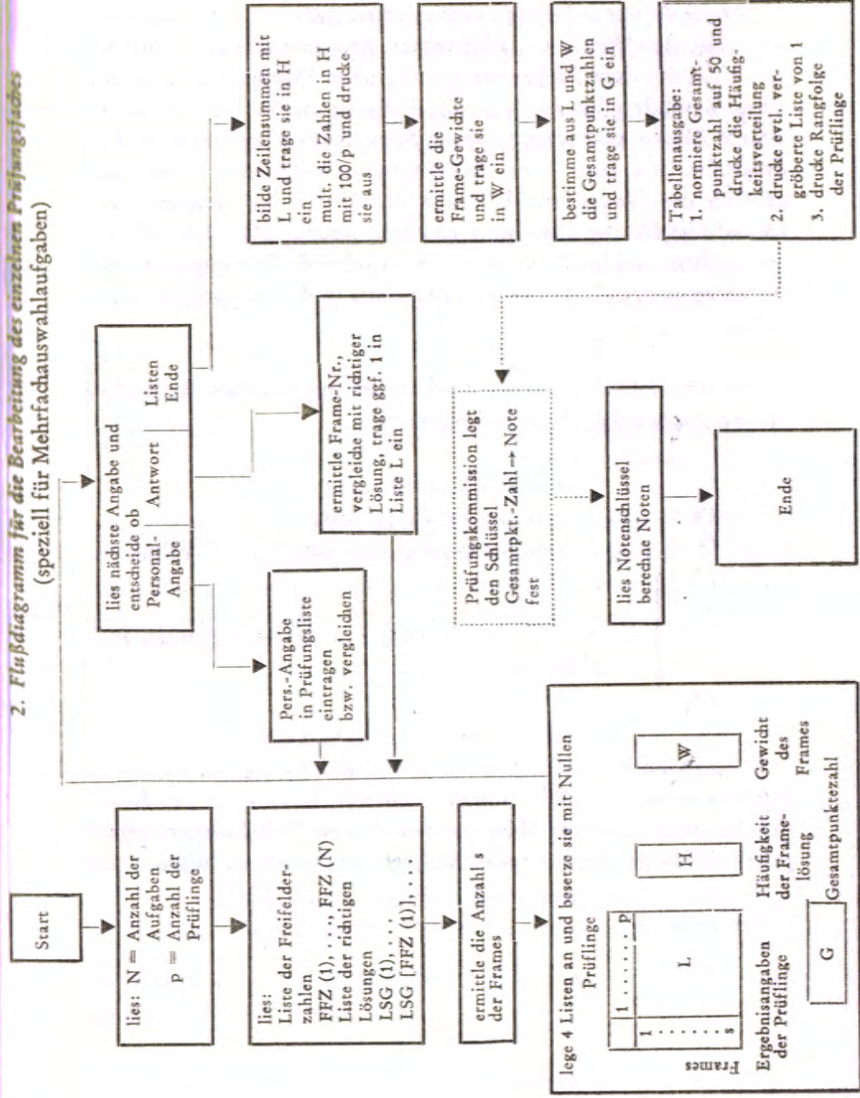 2. Flußdiagramm für die Bearbeitung des einzelnen Prüfungsfaches
(speziell für Mehrfachauswahlaufgaben)
Start
lies: N = Anzahl der
Aufgaben
p = Anzahl der
Prüflinge
lies:
Liste der Freifelder-
zahlen
FFZ (1), ..., FFZ (N)
Liste der richtigen
Lösungen
LSG (1), ...
LSG [FFZ (1)], ...
ermittle die Anzahl s
der Frames
lege 4 Listen an und besetze sie mit Nullen
Prüflinge
1 ....... p
Frames
1
s
L
H
W
Ergebnisangaben
der Prüflinge
Häufigkeit
der Frame-
lösung
Gewicht
des
Frames
G
Gesamtpunktezahl
lies nächste Angabe und
entscheide ob
Personal-
Angabe
Antwort
Listen
Ende
Pers.-Angabe
in Prüfungsliste
eintragen
bzw. vergleichen
ermittle Frame-Nr.,
vergleiche mit richtiger
Lösung, trage ggf. 1 in
Liste L ein
bilde Zeilensummen mit
L und trage sie in H
ein
mult. die Zahlen in H
mit 100/p und drucke
sie aus
ermittle die
Frame-Gewichte
und trage sie
in W ein
bestimme aus L und W
die Gesamtpunktzahlen
und trage sie in G ein
Tabellenausgabe:
1. normiere Gesamt-
punktzahl auf 50 und
drucke die Häufig
keitsverteilung
2. drucke evtl. ver-
gröberte Liste von 1
3. drucke Rangfolge
der Prüflinge
Prüfungskommission legt
den Schlüssel
Gesamtpkt.-Zahl → Note
fest
lies Notenschlüssel
berechne Noten
Ende